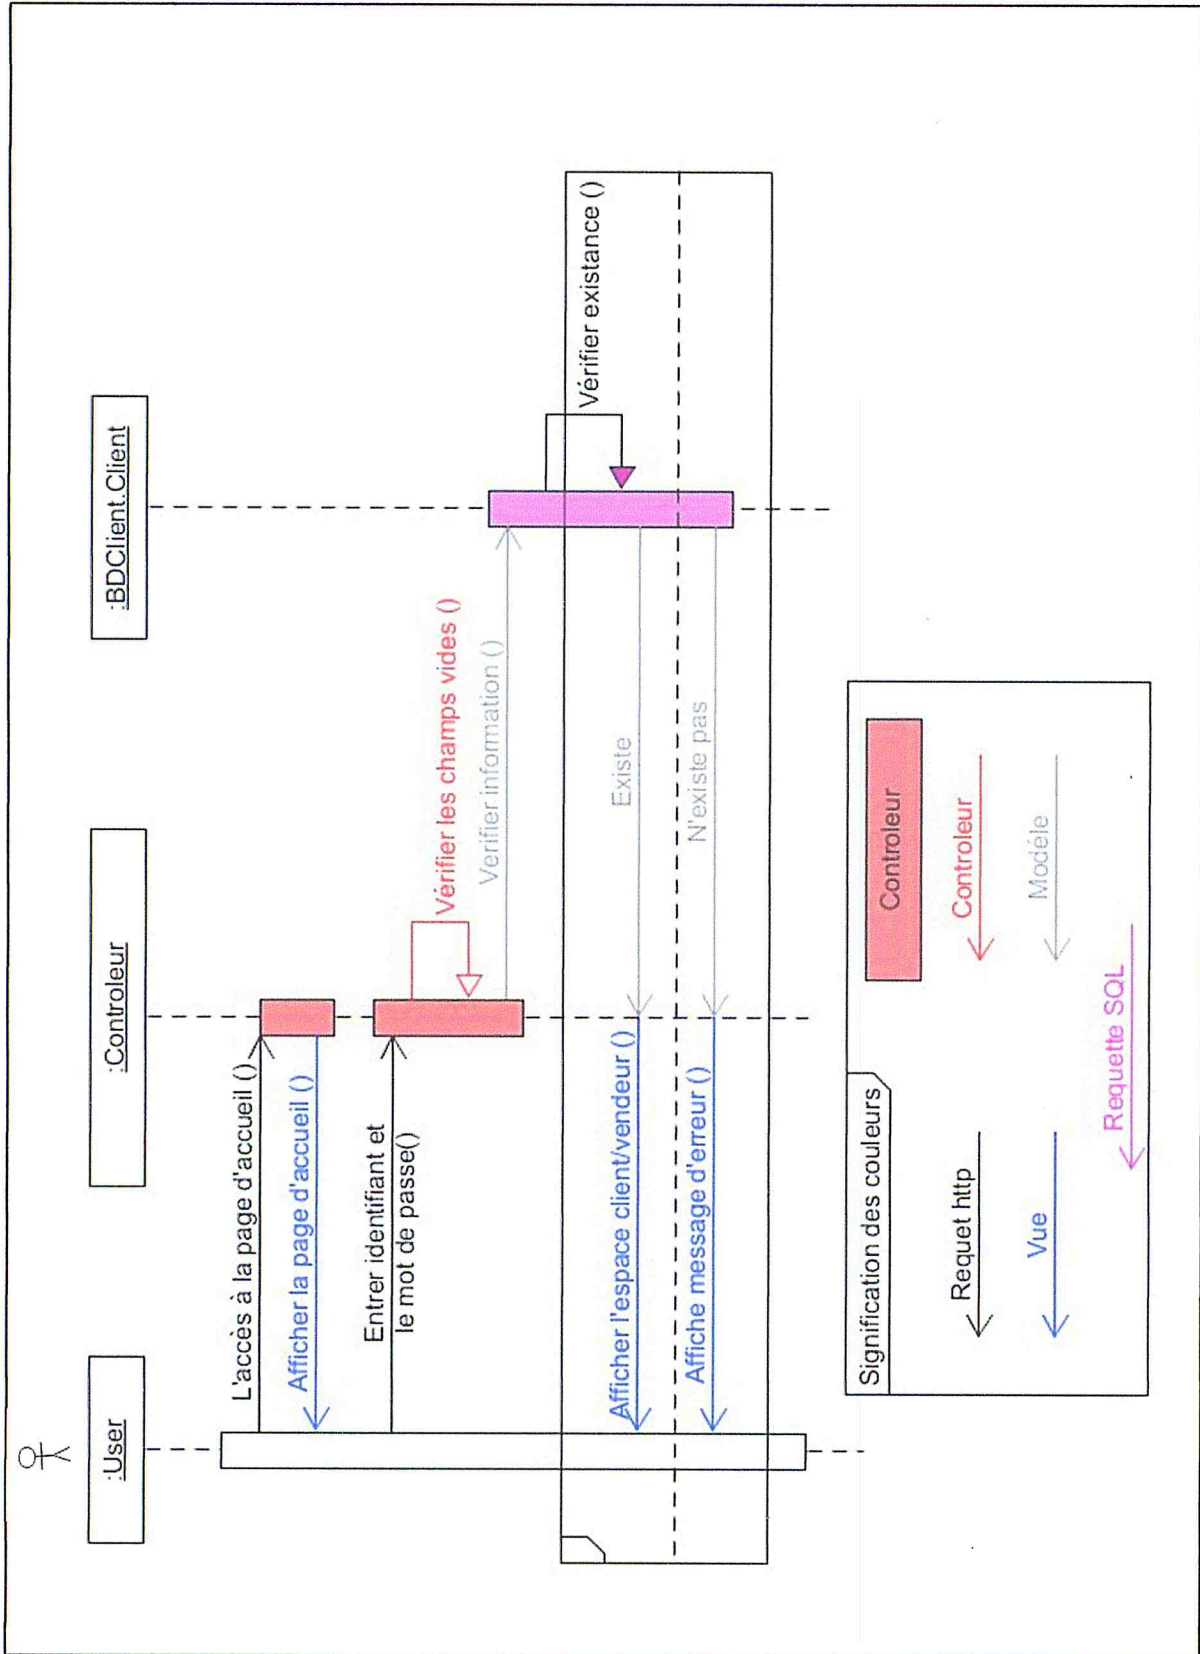 :User
:Controleur
:BDClient.Client
L'accès à la page d'accueil ()
Afficher la page d'accueil ()
Entrer identifiant et
le mot de passe()
Vérifier les champs vides ()
Verifier information ()
Vérifier existance ()
Existe
Afficher l'espace client/vendeur ()
N'existe pas
Affiche message d'erreur ()
Signification des couleurs
Controleur
Requet http
Controleur
Vue
Modéle
Requette SQL